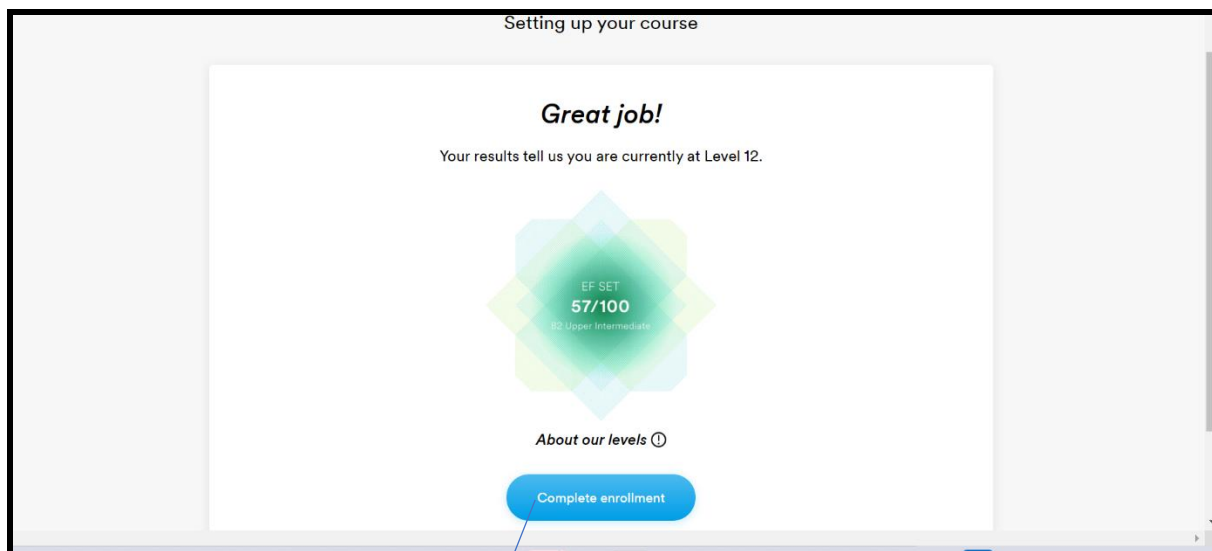 Setting up your course
Great job!
Your results tell us you are currently at Level 12.
EF SET
57/100
B2 Upper Intermediate
About our levels
Complete enrollment